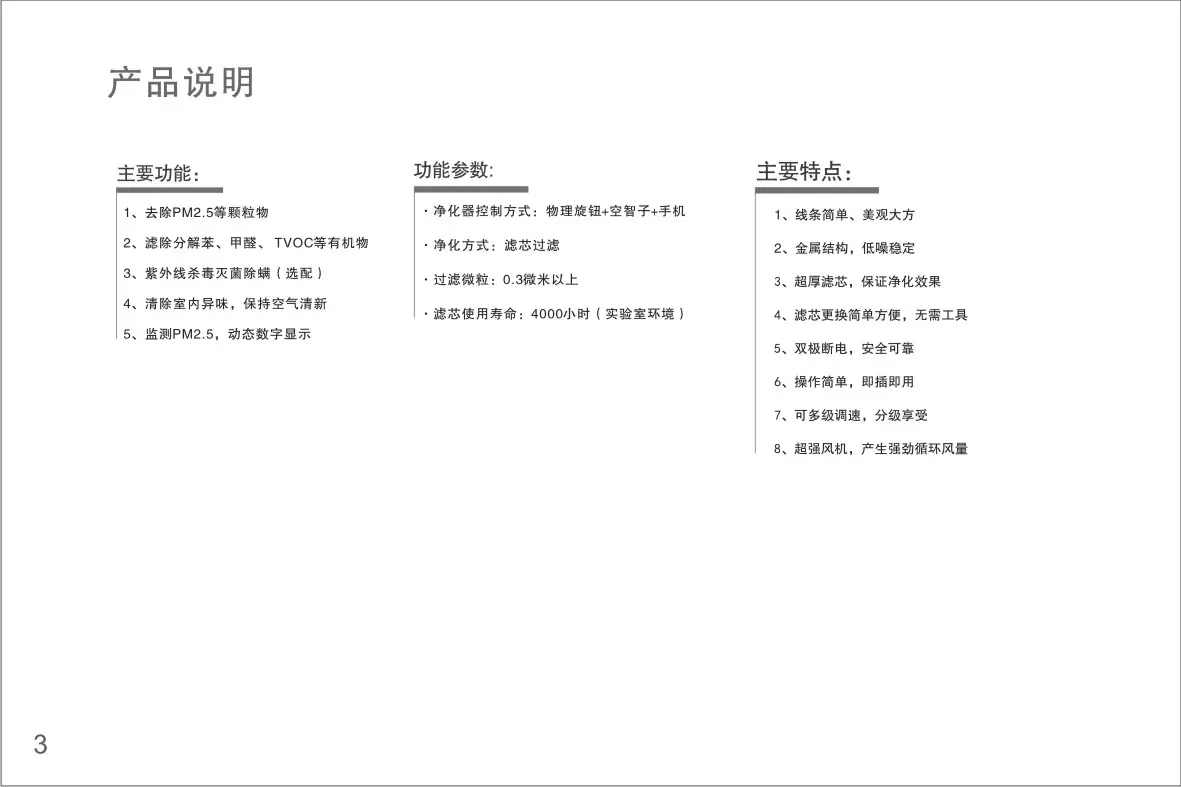 产品说明
主要功能：
1、去除PM2.5等颗粒物
2、滤除分解苯、甲醛、TVOC等有机物
3、紫外线杀毒灭菌除螨（选配）
4、清除室内异味，保持空气清新
5、监测PM2.5，动态数字显示
功能参数:
·净化器控制方式：物理旋钮+空智子+手机
·净化方式：滤芯过滤
·过滤微粒：0.3微米以上
·滤芯使用寿命：4000小时（实验室环境）
主要特点：
1、线条简单、美观大方
2、金属结构，低噪稳定
3、超厚滤芯，保证净化效果
4、滤芯更换简单方便，无需工具
5、双极断电，安全可靠
6、操作简单，即插即用
7、可多级调速，分级享受
8、超强风机，产生强劲循环风量
3